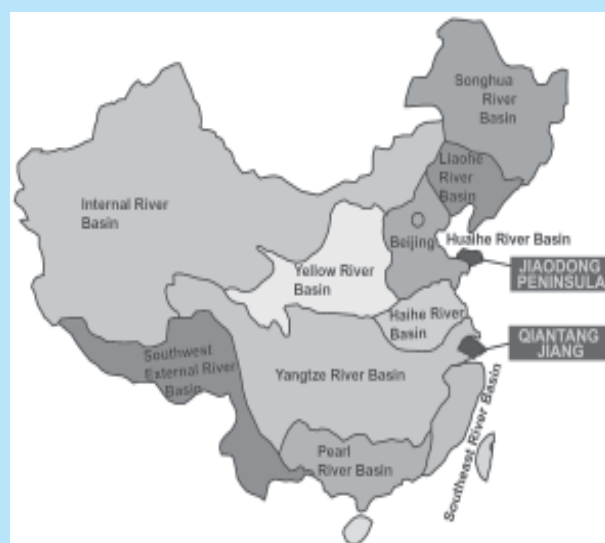 Songhua
River
Basin
Liaohe
River
Basin
Internal River
Basin
Beijing
Huaihe River Basin
Yellow River
Basin
JIAODONG
PENINSULA
Haihe River
Basin
QIANTANG
JIANG
Southwest
External River
Basin
Yangtze River Basin
Southeast River Basin
Pearl
River Basin